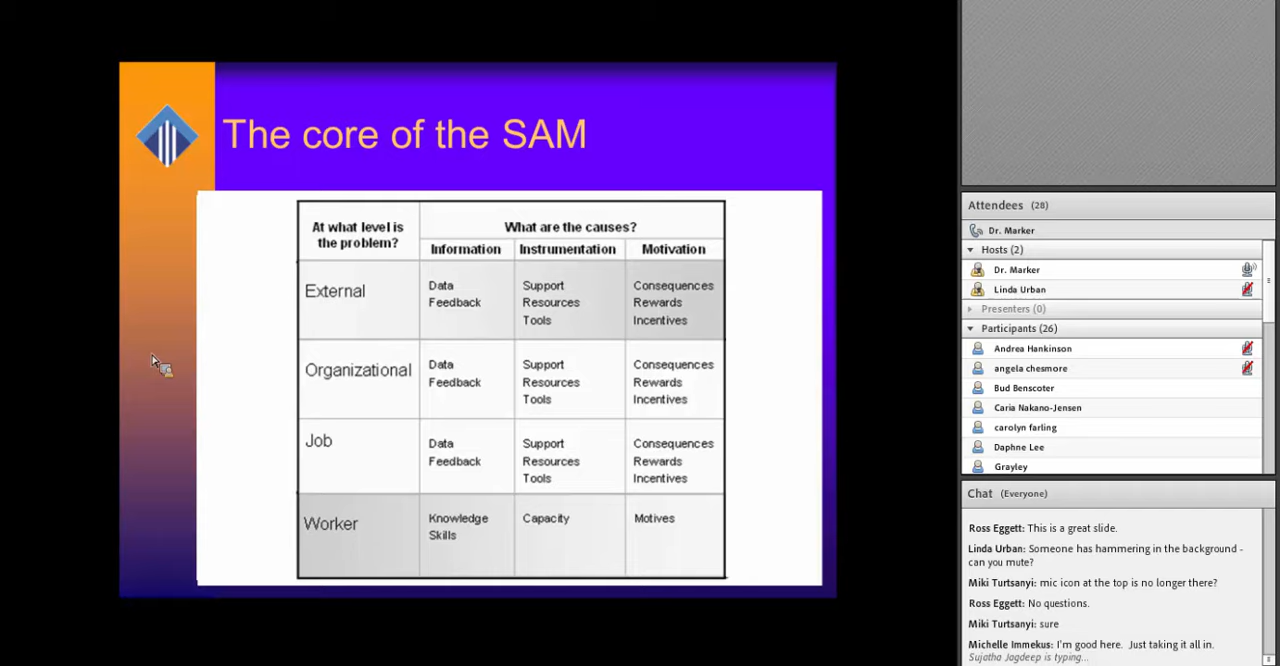 The core of the SAM
At what level is the problem?
What are the causes?
Information Instrumentation Motivation
External
Data
Feedback
Support
Resources
Tools
Consequences
Rewards
Incentives
Organizational
Data
Feedback
Support
Resources
Tools
Consequences
Rewards
Incentives
Job
Data
Feedback
Support
Resources
Tools
Consequences
Rewards
Incentives
Worker
Knowledge
Skills
Capacity
Motives
Attendees (28)
Dr. Marker
Hosts (2)
Dr. Marker
Linda Urban
Presenters (0)
Participants (26)
Andrea Hankinson
angela chesmore
Bud Benscoter
Caria Nakano-Jensen
carolyn farling
Daphne Lee
Grayley
Chat (Everyone)
Ross Eggett: This is a great slide.
Linda Urban: Someone has hammering in the background -
can you mute?
Miki Turtsanyi: mic icon at the top is no longer there?
Ross Eggett: No questions.
Miki Turtsanyi: sure
Michelle Immekus: I'm good here. Just taking it all in.
Sujatha Jagdeep is typing...